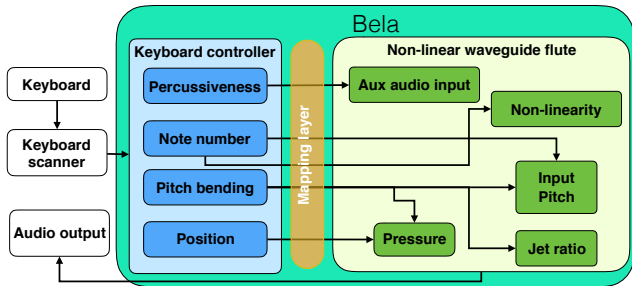 Bela
Keyboard controller
Non-linear waveguide flute
Keyboard
Percussiveness
Aux audio input
Non-linearity
Keyboard
scanner
Note number
Mapping layer
Pitch bending
Input
Pitch
Audio output
Position
Pressure
Jet ratio